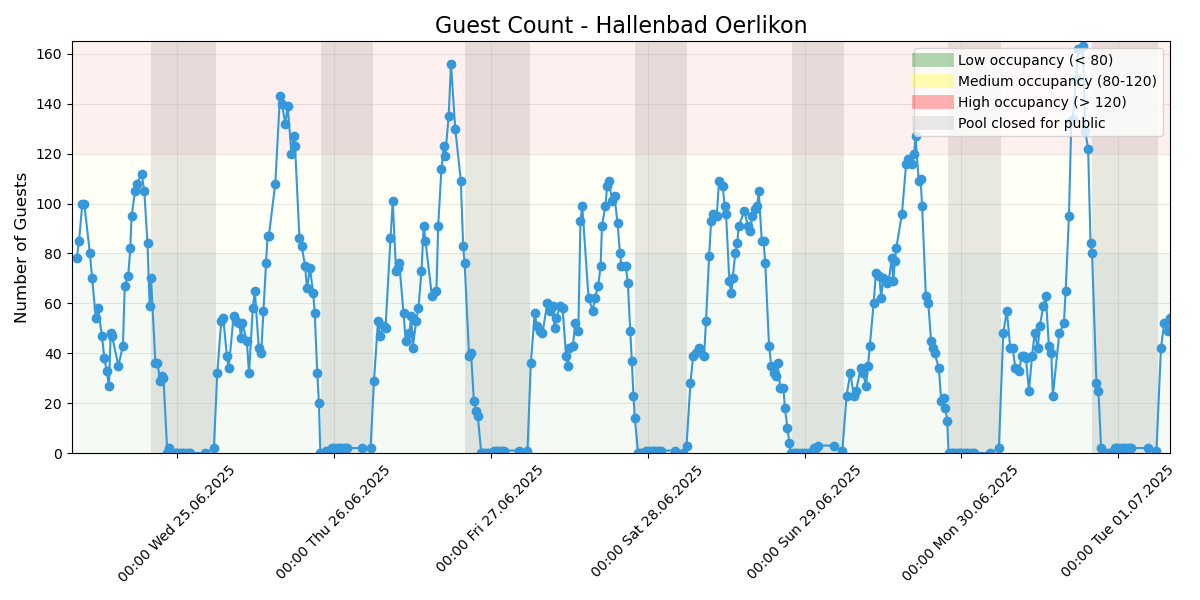 Guest Count - Hallenbad Oerlikon
Number of Guests
160
140
120
100
80
60
40
20
0
Low occupancy (< 80)
Medium occupancy (80-120)
High occupancy (> 120)
Pool closed for public
00:00 Wed 25.06.2025
00:00 Thu 26.06.2025
00:00 Fri 27.06.2025
00:00 Sat 28.06.2025
00:00 Sun 29.06.2025
00:00 Mon 30.06.2025
00:00 Tue 01.07.2025